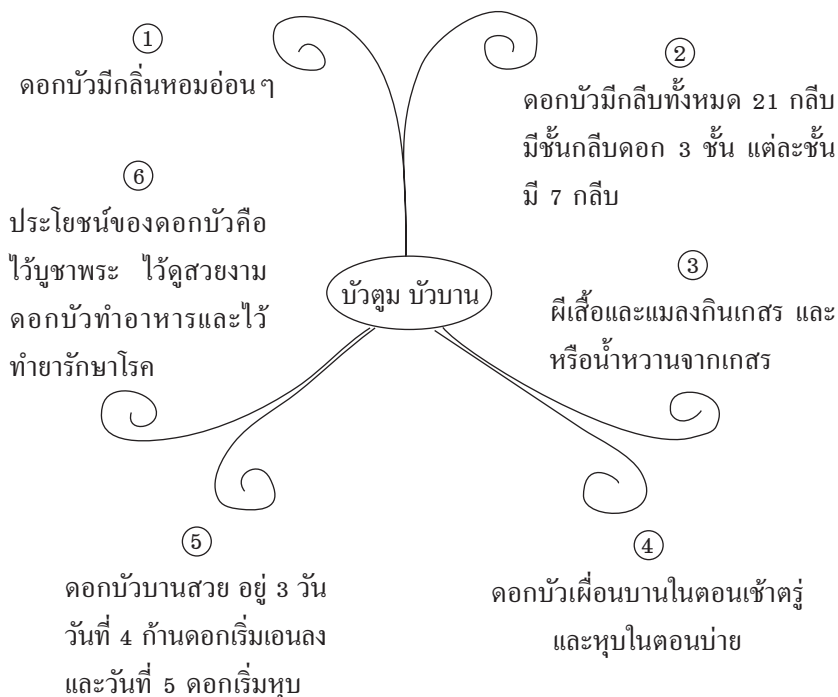 ①
ดอกบัวมีกลิ่นหอมอ่อนๆ
②
ดอกบัวมีกลีบทั้งหมด 21 กลีบ
มีชั้นกลีบดอก 3 ชั้น แต่ละชั้น
มี 7 กลีบ
⑥
ประโยชน์ของดอกบัวคือ
ไว้บูชาพระ ไว้ดูสวยงาม
ดอกบัวทำอาหารและไว้
ทำยารักษาโรค
บัวตูม บัวบาน
③
ผีเสื้อและแมลงกินเกสร และ
หรือน้ำหวานจากเกสร
⑤
ดอกบัวบานสวย อยู่ 3 วัน
วันที่ 4 ก้านดอกเริ่มเอนลง
และวันที่ 5 ดอกเริ่มหุบ
④
ดอกบัวเผื่อนบานในตอนเช้าตรู่
และหุบในตอนบ่าย